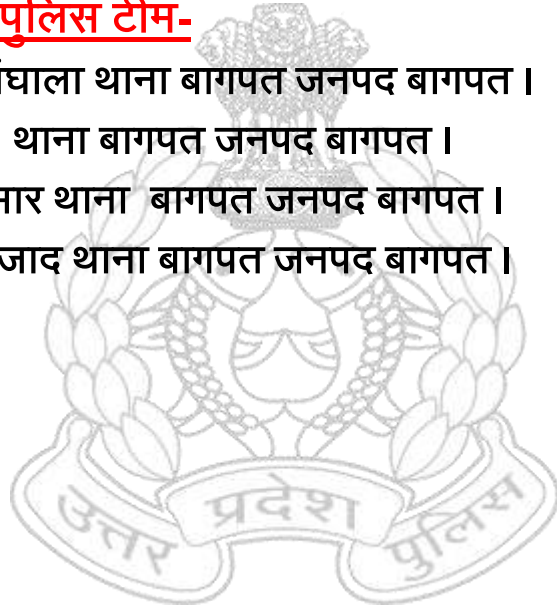 पुलिस टीम-
ंघाला थाना बागपत जनपद बागपत ।
थाना बागपत जनपद बागपत ।
मार थाना बागपत जनपद बागपत ।
जाद थाना बागपत जनपद बागपत ।
उत्तर प्रदेश पुलिस